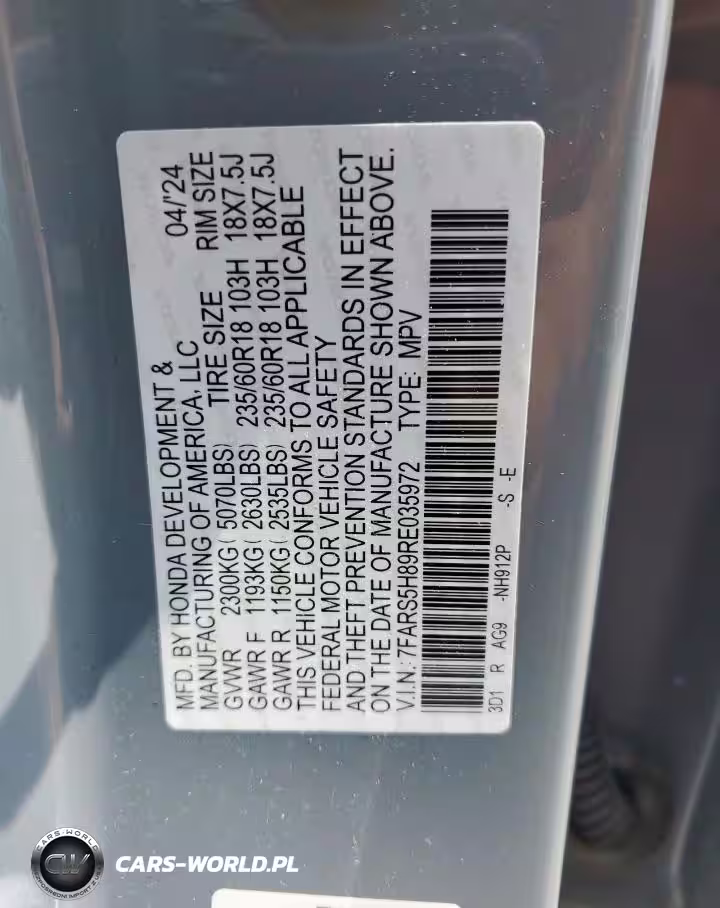 MFD. BY HONDA DEVELOPMENT & 04/'24
MANUFACTURING OF AMERICA, LLC
TIRE SIZE RIM SIZE
GVWR 2300KG( 5070LBS)
GAWR F 1193KG( 2630LBS) 235/60R18 103H 18X7.5J
GAWR R 1150KG( 2535LBS) 235/60R18 103H 18X7.5J
THIS VEHICLE CONFORMS TO ALL APPLICABLE
FEDERAL MOTOR VEHICLE SAFETY
AND THEFT PREVENTION STANDARDS IN EFFECT
ON THE DATE OF MANUFACTURE SHOWN ABOVE.
V.I.N.: 7FARS5H89RE035972 TYPE: MPV
3D1 R AG9 -NH912P -S -E
CARS-WORLD
CW
CARS-WORLD.PL